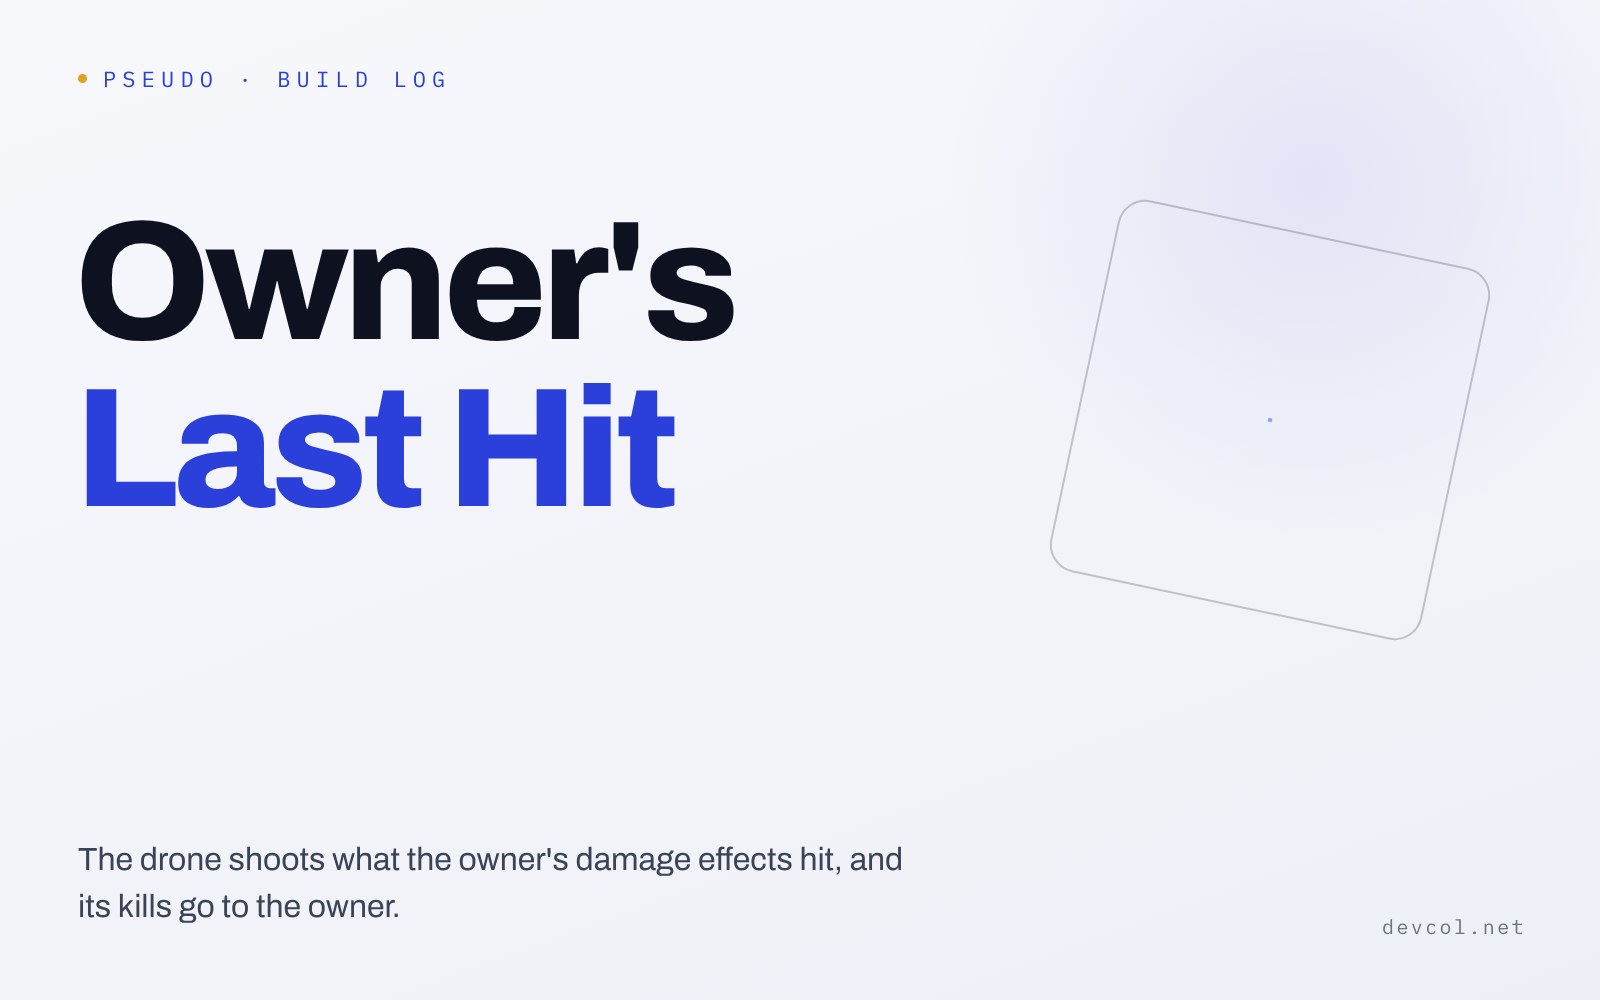 PSEUDO · BUILD LOG
Owner's
Last Hit
The drone shoots what the owner's damage effects hit, and
its kills go to the owner.
devcol.net